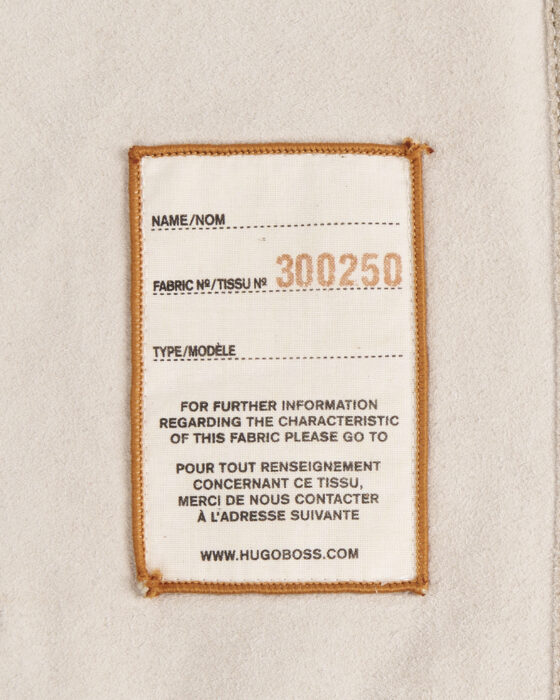 NAME/NOM
FABRIC Nº/TISSU Nº 300250
TYPE/MODÈLE
FOR FURTHER INFORMATION
REGARDING THE CHARACTERISTIC
OF THIS FABRIC PLEASE GO TO
POUR TOUT RENSEIGNEMENT
CONCERNANT CE TISSU,
MERCI DE NOUS CONTACTER
À L'ADRESSE SUIVANTE
WWW.HUGOBOSS.COM